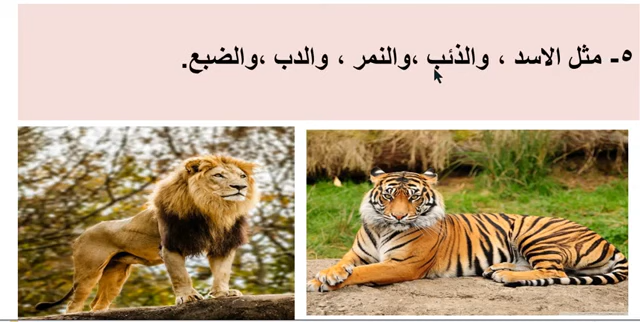 ٥- مثل الاسد ، والذئب ،والنمر ، والدب ،والضبع.